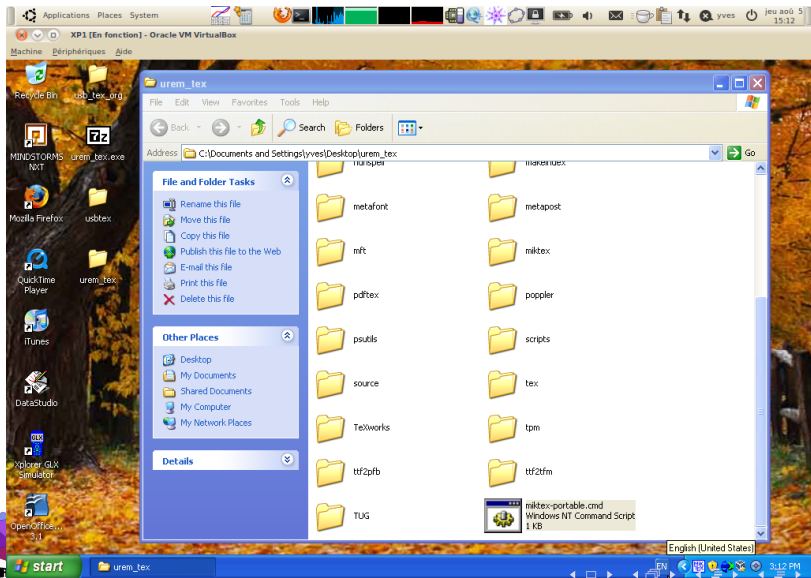 Applications Places System
yves
jeu aoû 5
15:12
XP1 [En fonction] - Oracle VM VirtualBox
Machine Périphériques Aide
Recycle Bin
usb_tex_org
MINDSTORMS
NXT
urem_tex.exe
Mozilla Firefox
usbtex
QuickTime
Player
urem_tex
iTunes
DataStudio
Xplorer GLX
Simulator
OpenOffice...
3.1
urem_tex
File Edit View Favorites Tools Help
Back
Search
Folders
Address
C:\Documents and Settings\yves\Desktop\urem_tex
Go
File and Folder Tasks
Rename this file
Move this file
Copy this file
Publish this file to the Web
E-mail this file
Print this file
Delete this file
Other Places
Desktop
My Documents
Shared Documents
My Computer
My Network Places
Details
hunspell
makeindex
metafont
metapost
mft
miktex
pdftex
poppler
psutils
scripts
source
tex
TeXworks
tpm
ttf2pfb
ttf2tfm
TUG
miktex-portable.cmd
Windows NT Command Script
1 KB
English (United States)
start
urem_tex
EN
3:12 PM